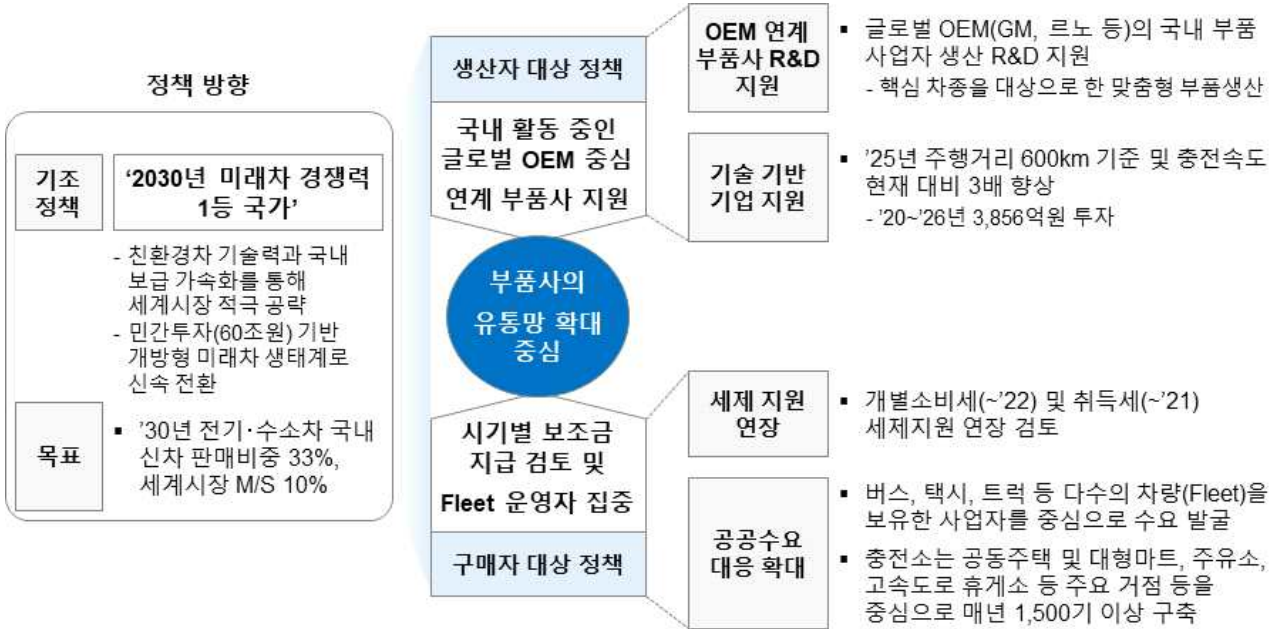 정책 방향
기조
정책
‘2030년 미래차 경쟁력
1등 국가’
- 친환경차 기술력과 국내
보급 가속화를 통해
세계시장 적극 공략
- 민간투자(60조원) 기반
개방형 미래차 생태계로
신속 전환
목표
▪ ’30년 전기·수소차 국내
신차 판매비중 33%,
세계시장 M/S 10%
생산자 대상 정책
국내 활동 중인
글로벌 OEM 중심
연계 부품사 지원
부품사의
유통망 확대
중심
시기별 보조금
지급 검토 및
Fleet 운영자 집중
구매자 대상 정책
OEM 연계
부품사 R&D
지원
▪ 글로벌 OEM(GM, 르노 등)의 국내 부품
사업자 생산 R&D 지원
- 핵심 차종을 대상으로 한 맞춤형 부품생산
기술 기반
기업 지원
▪ ’25년 주행거리 600km 기준 및 충전속도
현재 대비 3배 향상
- ’20~’26년 3,856억원 투자
세제 지원
연장
▪ 개별소비세(~’22) 및 취득세(~’21)
세제지원 연장 검토
공공수요
대응 확대
▪ 버스, 택시, 트럭 등 다수의 차량(Fleet)을
보유한 사업자를 중심으로 수요 발굴
▪ 충전소는 공동주택 및 대형마트, 주유소,
고속도로 휴게소 등 주요 거점 등을
중심으로 매년 1,500기 이상 구축